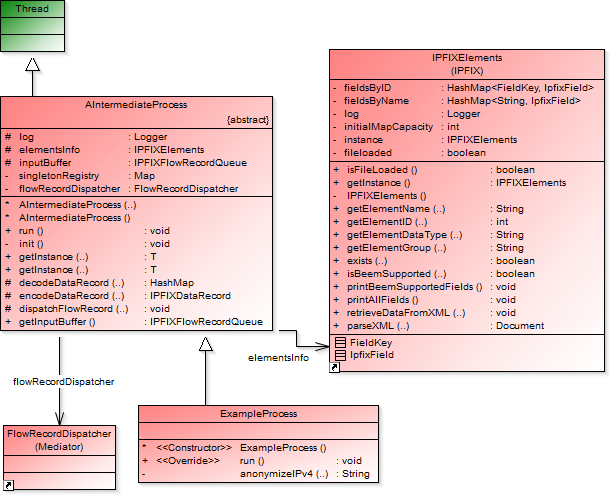 Thread
AIntermediateProcess
{abstract}
# log : Logger
# elementsInfo : IPFIXElements
# inputBuffer : IPFIXFlowRecordQueue
- singletonRegistry : Map
- flowRecordDispatcher : FlowRecordDispatcher
* AIntermediateProcess (..)
* AIntermediateProcess ()
+ run () : void
- init () : void
+ getInstance (..) : T
+ getInstance (..) : T
# decodeDataRecord (..) : HashMap
# encodeDataRecord (..) : IPFIXDataRecord
# dispatchFlowRecord (..) : void
+ getInputBuffer () : IPFIXFlowRecordQueue
IPFIXElements
(IPFIX)
- fieldsByID : HashMap<FieldKey, IpfixField>
- fieldsByName : HashMap<String, IpfixField>
- log : Logger
- initialMapCapacity : int
- instance : IPFIXElements
- fileloaded : boolean
+ isFileLoaded () : boolean
+ getInstance () : IPFIXElements
- IPFIXElements ()
+ getElementName (..) : String
+ getElementID (..) : int
+ getElementDataType (..) : String
+ getElementGroup (..) : String
+ exists (..) : boolean
+ isBeemSupported (..) : boolean
+ printBeemSupportedFields () : void
+ printAllFields () : void
+ retrieveDataFromXML (..) : void
+ parseXML (..) : Document
FieldKey
IpfixField
elementsInfo
flowRecordDispatcher
FlowRecordDispatcher
(Mediator)
ExampleProcess
* <<Constructor>> ExampleProcess ()
+ <<Override>> run () : void
- anonymizeIPv4 (..) : String